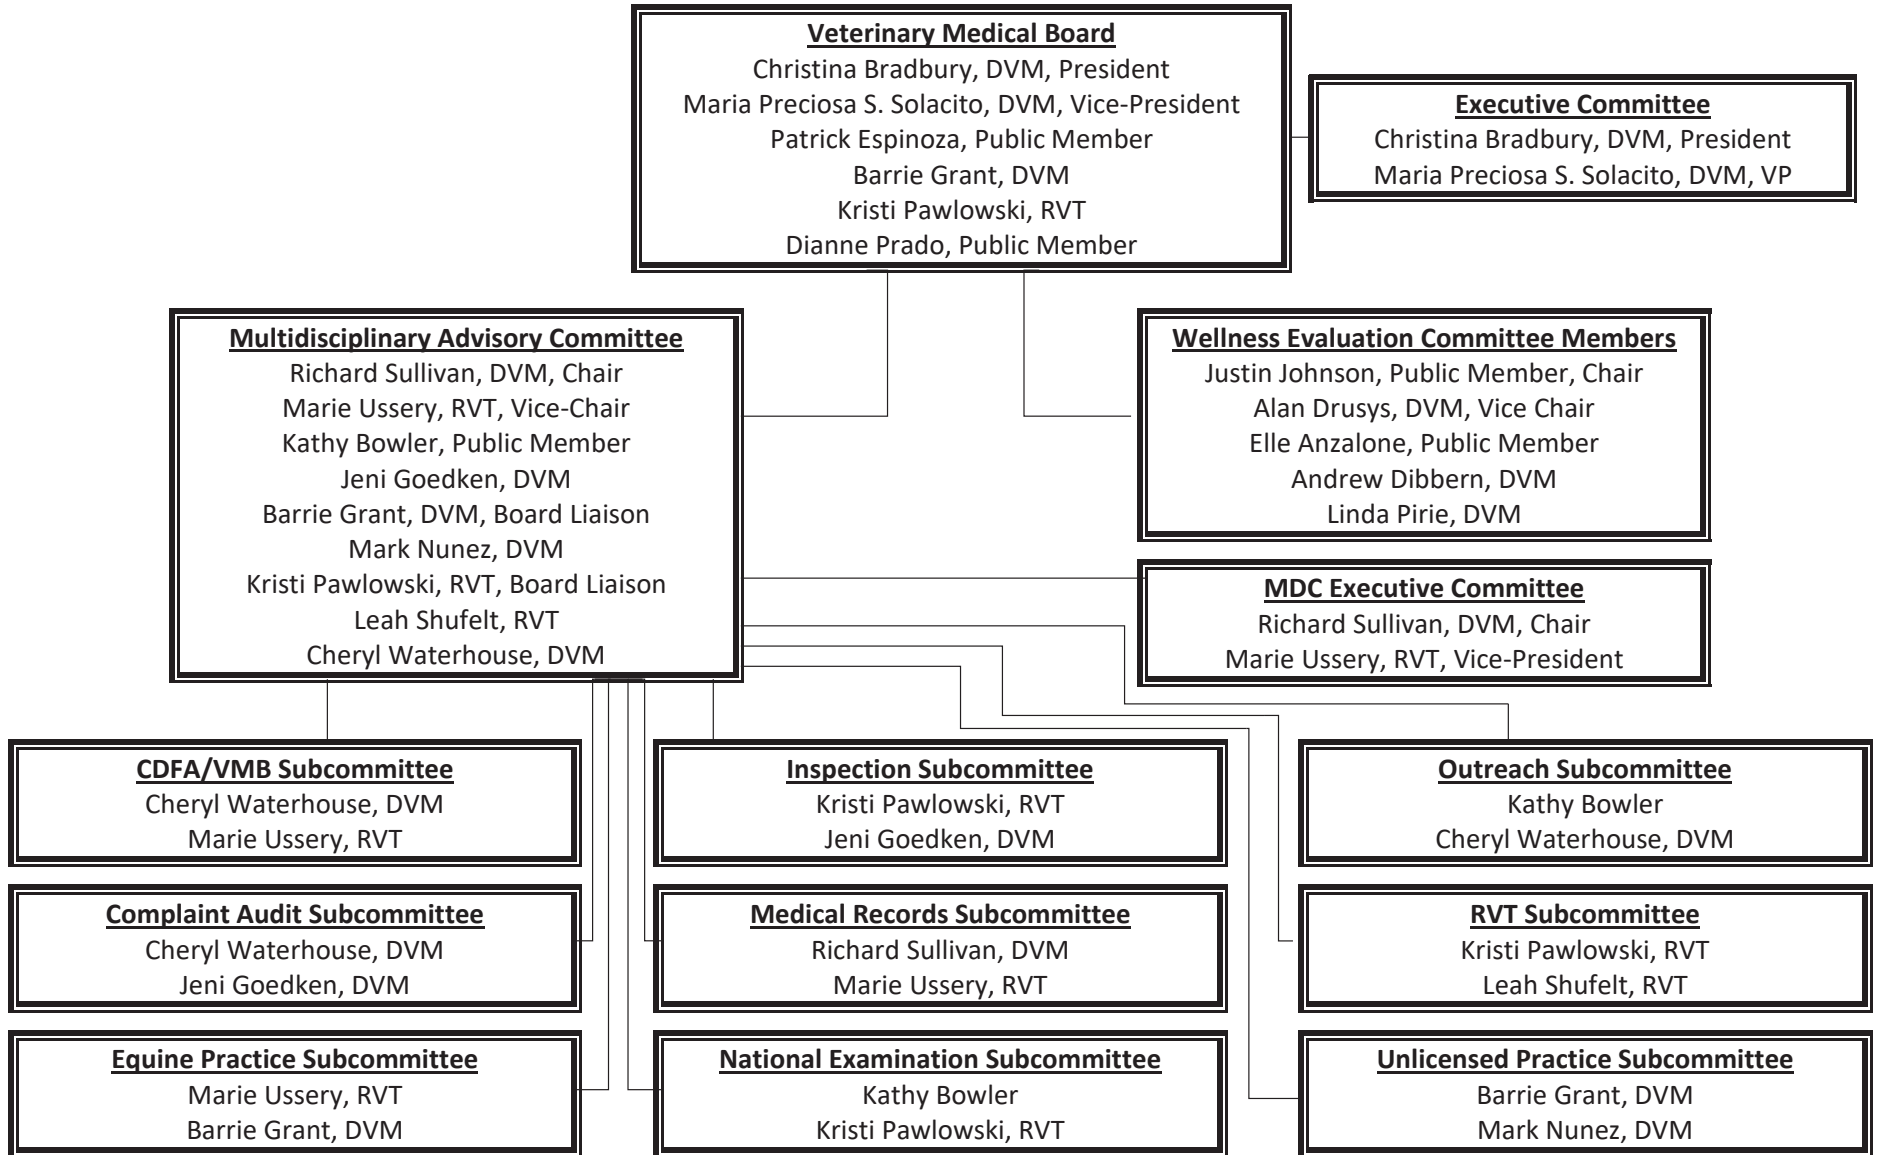 Veterinary Medical Board
Christina Bradbury, DVM, President
Maria Preciosa S. Solacito, DVM, Vice-President
Patrick Espinoza, Public Member
Barrie Grant, DVM
Kristi Pawlowski, RVT
Dianne Prado, Public Member
Executive Committee
Christina Bradbury, DVM, President
Maria Preciosa S. Solacito, DVM, VP
Multidisciplinary Advisory Committee
Richard Sullivan, DVM, Chair
Marie Ussery, RVT, Vice-Chair
Kathy Bowler, Public Member
Jeni Goedken, DVM
Barrie Grant, DVM, Board Liaison
Mark Nunez, DVM
Kristi Pawlowski, RVT, Board Liaison
Leah Shufelt, RVT
Cheryl Waterhouse, DVM
Wellness Evaluation Committee Members
Justin Johnson, Public Member, Chair
Alan Drusys, DVM, Vice Chair
Elle Anzalone, Public Member
Andrew Dibbern, DVM
Linda Pirie, DVM
MDC Executive Committee
Richard Sullivan, DVM, Chair
Marie Ussery, RVT, Vice-President
CDFA/VMB Subcommittee
Cheryl Waterhouse, DVM
Marie Ussery, RVT
Inspection Subcommittee
Kristi Pawlowski, RVT
Jeni Goedken, DVM
Outreach Subcommittee
Kathy Bowler
Cheryl Waterhouse, DVM
Complaint Audit Subcommittee
Cheryl Waterhouse, DVM
Jeni Goedken, DVM
Medical Records Subcommittee
Richard Sullivan, DVM
Marie Ussery, RVT
RVT Subcommittee
Kristi Pawlowski, RVT
Leah Shufelt, RVT
Equine Practice Subcommittee
Marie Ussery, RVT
Barrie Grant, DVM
National Examination Subcommittee
Kathy Bowler
Kristi Pawlowski, RVT
Unlicensed Practice Subcommittee
Barrie Grant, DVM
Mark Nunez, DVM